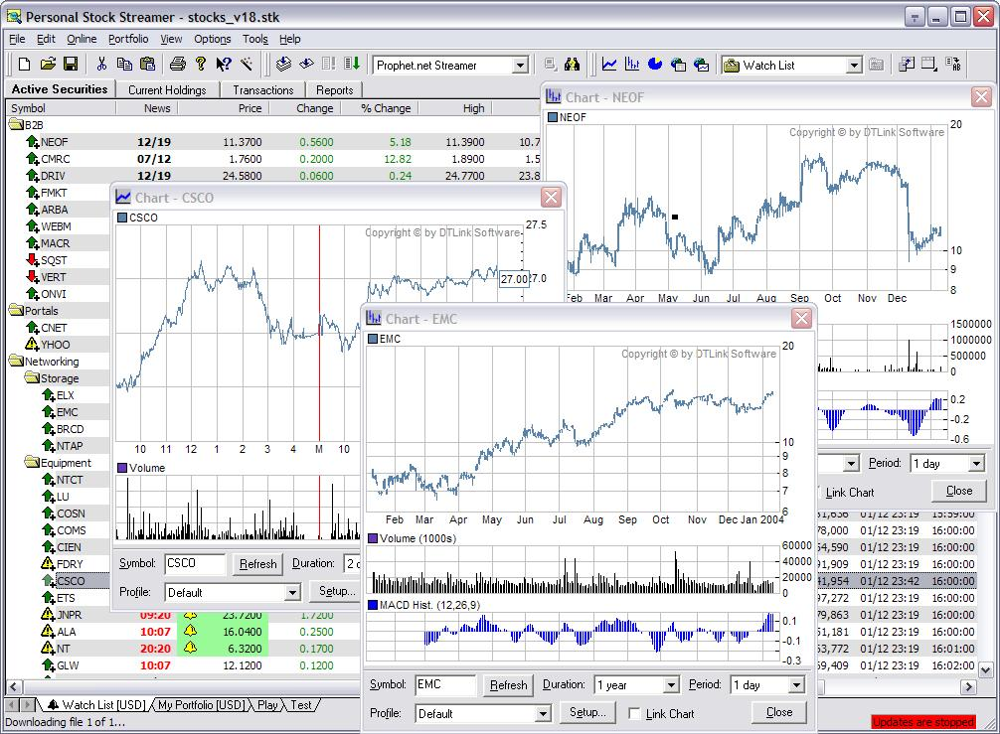 Personal Stock Streamer - stocks_v18.stk
File Edit Online Portfolio View Options Tools Help
Prophet.net Streamer Watch List
Active Securities Current Holdings Transactions Reports
Symbol News Price Change % Change High
B2B
NEOF 12/19 11.3700 0.5600 5.18 11.3900 10.7
CMRC 07/12 1.7600 0.2000 12.82 1.8900 1.5
DRIV 12/19 24.5800 0.0600 0.24 24.7700 23.8
FMKT
ARBA
WEBM
MACR
SQST
VERT
ONVI
Portals
CNET
YHOO
Networking
Storage
ELX
EMC
BRCD
NTAP
Equipment
NTCT
LU
COSN
COMS
CIEN
FDRY
CSCO
ETS
JNPR 09:20 23.7200 1.7200
ALA 10:07 16.0400 0.2500
NT 20:20 6.3200 0.1700
GLW 10:07 12.1200 0.1200
Chart - NEOF
NEOF
Copyright © by DTLink Software
20
10
9
8
Feb Mar Apr May Jun Jul Aug Sep Oct Nov Dec
1500000
1000000
500000
0
0.2
-0.2
-0.6
Period: 1 day
Link Chart Close
Chart - CSCO
CSCO
Copyright © by DTLink Software
27.5
27.00
27.0
10 11 12 1 2 3 4 M 10
Volume
Symbol: CSCO Refresh Duration: 2
Profile: Default Setup...
Chart - EMC
EMC
Copyright © by DTLink Software
20
10
9
8
7
6
Feb Mar Apr May Jun Jul Aug Sep Oct Nov Dec Jan 2004
Volume (1000s)
60000
40000
20000
0
MACD Hist. (12,26,9)
0.1
-0.1
-0.3
Symbol: EMC Refresh Duration: 1 year Period: 1 day
Profile: Default Setup... Link Chart Close
31,636 01/12 23:19 15:59:00
78,000 01/12 23:19 16:00:00
54,590 01/12 23:19 16:00:00
91,909 01/12 23:19 16:00:00
41,954 01/12 23:42 16:00:00
97,272 01/12 23:19 16:00:00
79,863 01/12 23:19 16:00:00
51,181 01/12 23:19 16:00:00
53,772 01/12 23:19 16:01:00
59,409 01/12 23:19 16:02:00
Watch List [USD] My Portfolio [USD] Play Test
Downloading file 1 of 1... Updates are stopped